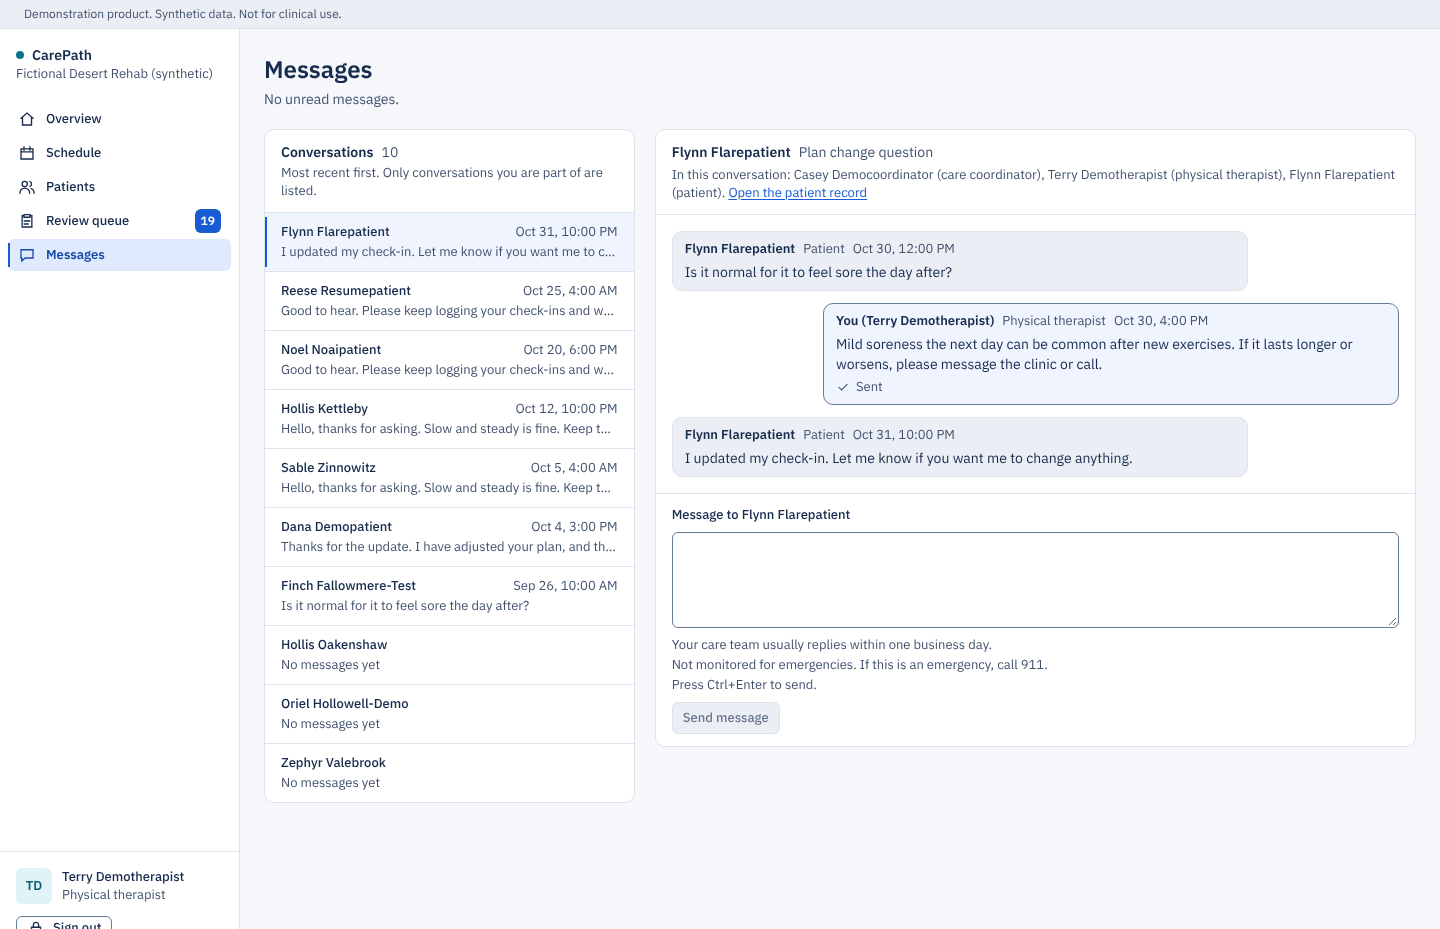 Demonstration product. Synthetic data. Not for clinical use.
CarePath
Fictional Desert Rehab (synthetic)
Overview
Schedule
Patients
Review queue 19
Messages
Terry Demotherapist
TD
Physical therapist
Sign out
Messages
No unread messages.
Conversations 10
Most recent first. Only conversations you are part of are
listed.
Flynn Flarepatient Oct 31, 10:00 PM
I updated my check-in. Let me know if you want me to c...
Reese Resumepatient Oct 25, 4:00 AM
Good to hear. Please keep logging your check-ins and w...
Noel Noaipatient Oct 20, 6:00 PM
Good to hear. Please keep logging your check-ins and w...
Hollis Kettleby Oct 12, 10:00 PM
Hello, thanks for asking. Slow and steady is fine. Keep t...
Sable Zinnowitz Oct 5, 4:00 AM
Hello, thanks for asking. Slow and steady is fine. Keep t...
Dana Demopatient Oct 4, 3:00 PM
Thanks for the update. I have adjusted your plan, and th...
Finch Fallowmere-Test Sep 26, 10:00 AM
Is it normal for it to feel sore the day after?
Hollis Oakenshaw
No messages yet
Oriel Hollowell-Demo
No messages yet
Zephyr Valebrook
No messages yet
Flynn Flarepatient Plan change question
In this conversation: Casey Democoordinator (care coordinator), Terry Demotherapist (physical therapist), Flynn Flarepatient
(patient). Open the patient record
Flynn Flarepatient Patient Oct 30, 12:00 PM
Is it normal for it to feel sore the day after?
You (Terry Demotherapist) Physical therapist Oct 30, 4:00 PM
Mild soreness the next day can be common after new exercises. If it lasts longer or
worsens, please message the clinic or call.
Sent
Flynn Flarepatient Patient Oct 31, 10:00 PM
I updated my check-in. Let me know if you want me to change anything.
Message to Flynn Flarepatient
Your care team usually replies within one business day.
Not monitored for emergencies. If this is an emergency, call 911.
Press Ctrl+Enter to send.
Send message